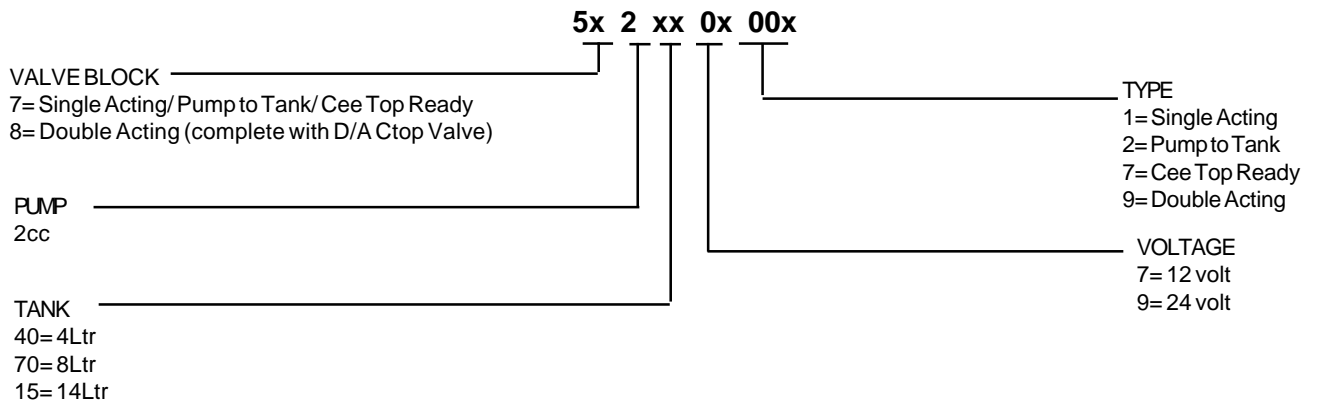 5x 2 xx 0x 00x
VALVE BLOCK
7= Single Acting/ Pump to Tank/ Cee Top Ready
8= Double Acting (complete with D/A Ctop Valve)
PUMP
2cc
TANK
40= 4Ltr
70= 8Ltr
15= 14Ltr
TYPE
1= Single Acting
2= Pump to Tank
7= Cee Top Ready
9= Double Acting
VOLTAGE
7= 12 volt
9= 24 volt